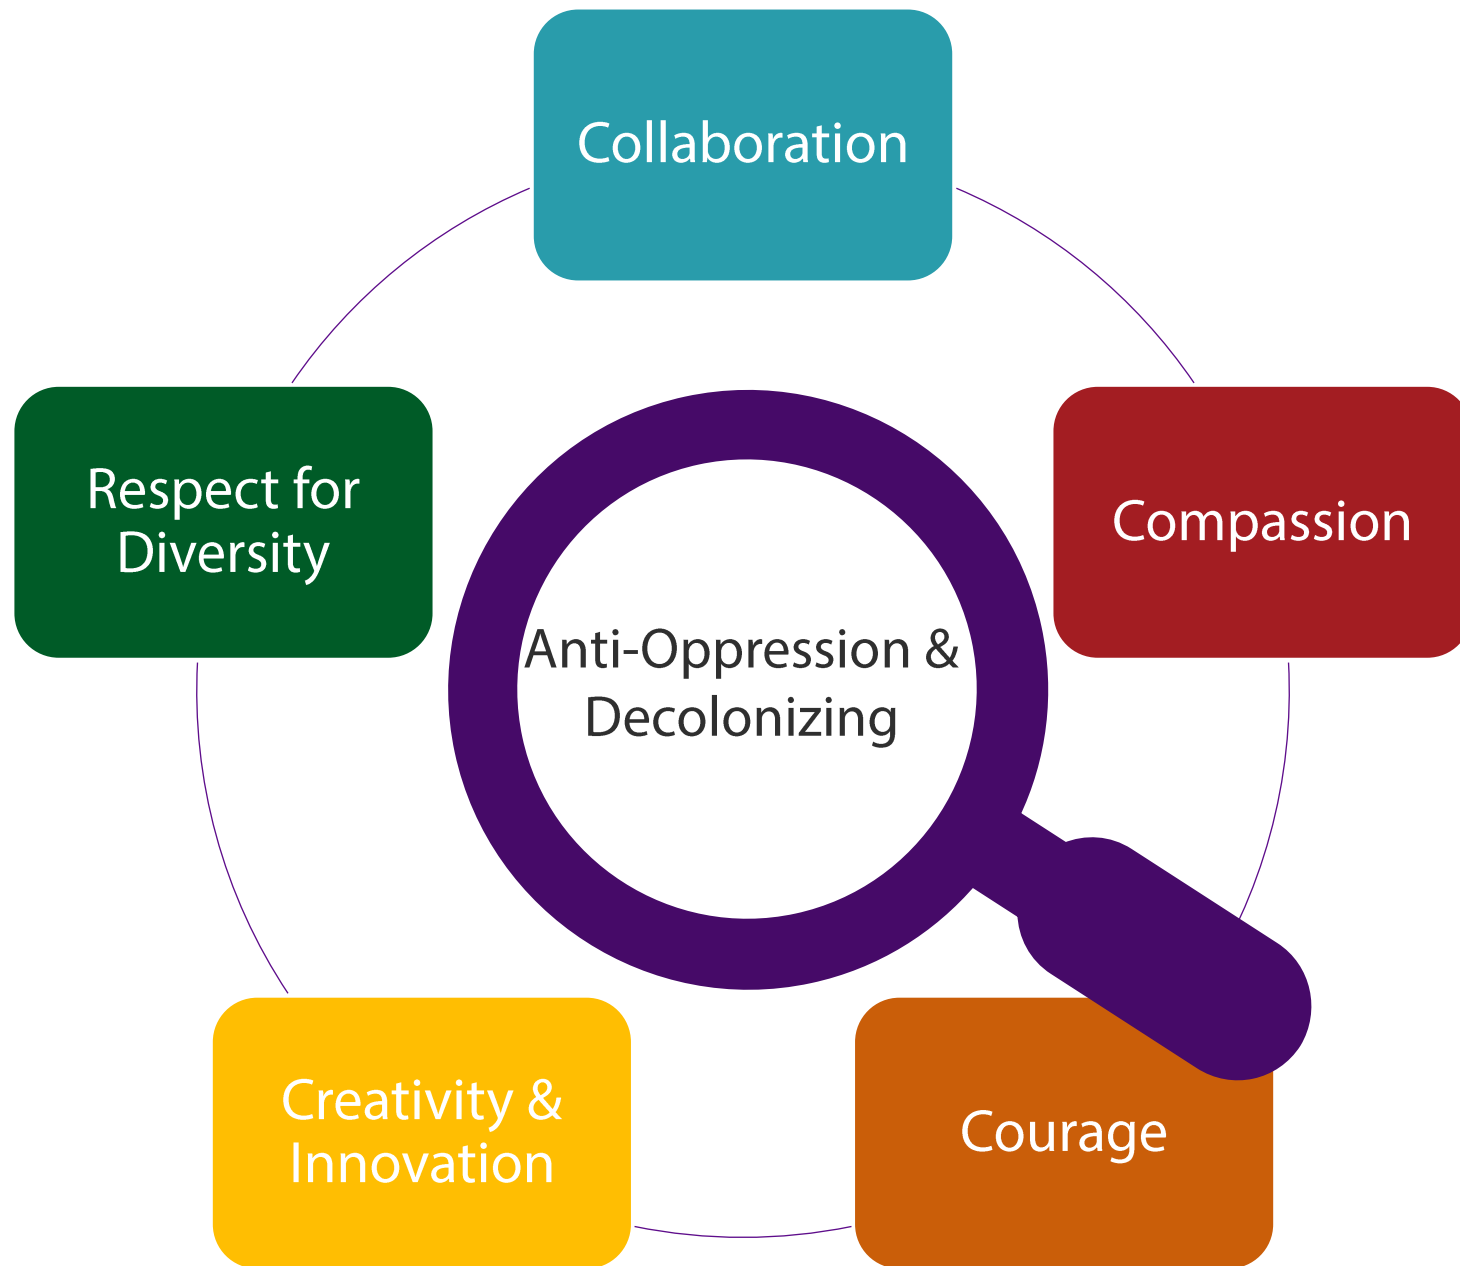 Collaboration
Respect for
Diversity
Compassion
Anti-Oppression &
Decolonizing
Creativity &
Innovation
Courage